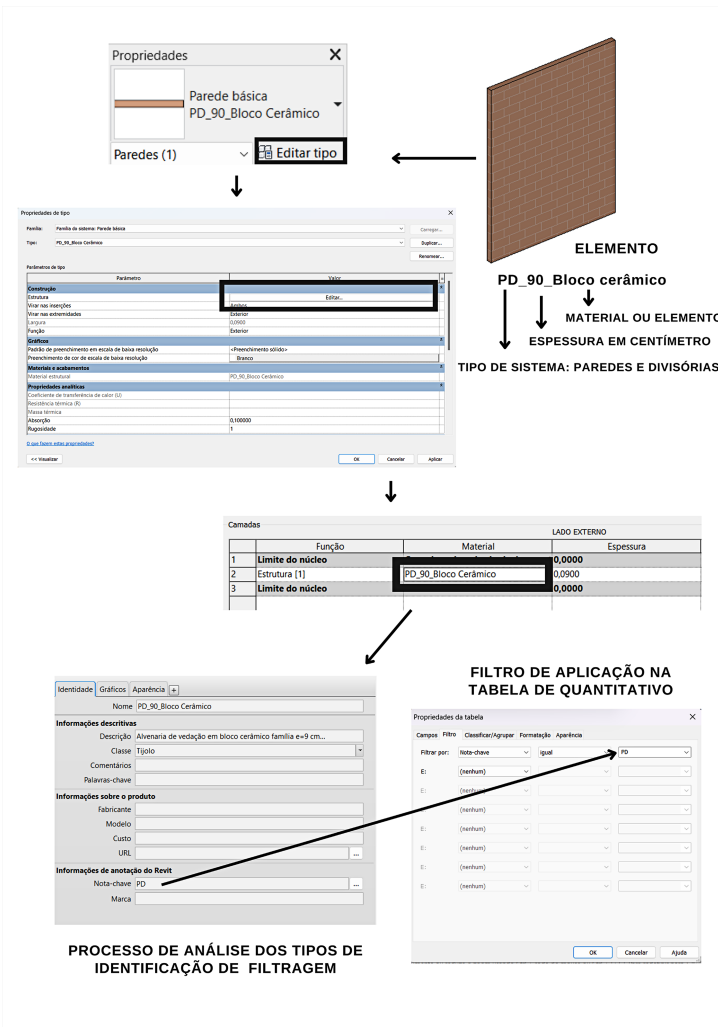 Propriedades X
Parede básica
PD_90_Bloco Cerâmico
Paredes (1) Editar tipo
ELEMENTO
PD_90_Bloco cerâmico
MATERIAL OU ELEMENTO
ESPESSURA EM CENTÍMETRO
TIPO DE SISTEMA: PAREDES E DIVISÓRIAS
Propriedades de tipo X
Família: Família do sistema: Parede básica Carregar...
Tipo: PD_90_Bloco Cerâmico Duplicar...
Renomear...
Parâmetros de tipo
Parâmetro Valor
Construção
Estrutura Editar...
Virar nas inserções Ambos
Virar nas extremidades Exterior
Largura 0,0900
Função Exterior
Gráficos
Padrão de preenchimento em escala de baixa resolução <Preenchimento sólido>
Preenchimento de cor de escala de baixa resolução Branco
Materiais e acabamentos
Material estrutural PD_90_Bloco Cerâmico
Propriedades analíticas
Coeficiente de transferência de calor (U)
Resistência térmica (R)
Massa térmica
Absorção 0,100000
Rugosidade 1
O que fazem estas propriedades?
<< Visualizar OK Cancelar Aplicar
Camadas
LADO EXTERNO
Função Material Espessura
1 Limite do núcleo 0,0000
2 Estrutura [1] PD_90_Bloco Cerâmico 0,0900
3 Limite do núcleo 0,0000
Identidade Gráficos Aparência +
Nome PD_90_Bloco Cerâmico
Informações descritivas
Descrição Alvenaria de vedação em bloco cerâmico família e=9 cm...
Classe Tijolo
Comentários
Palavras-chave
Informações sobre o produto
Fabricante
Modelo
Custo
URL ...
Informações de anotação do Revit
Nota-chave PD ...
Marca
PROCESSO DE ANÁLISE DOS TIPOS DE
IDENTIFICAÇÃO DE FILTRAGEM
FILTRO DE APLICAÇÃO NA
TABELA DE QUANTITATIVO
Propriedades da tabela X
Campos Filtro Classificar/Agrupar Formatação Aparência
Filtrar por: Nota-chave igual PD
E: (nenhum)
E: (nenhum)
E: (nenhum)
E: (nenhum)
E: (nenhum)
E: (nenhum)
E: (nenhum)
OK Cancelar Ajuda